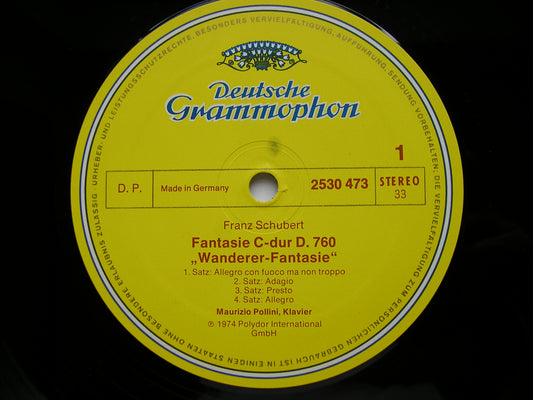 URHEBER- UND LEISTUNGSSCHUTZRECHTE, BESONDERS VERVIELFÄLTIGUNG, AUFFÜHRUNG, SENDUNG VORBEHALTEN. DIE VERVIELFÄLTIGUNG ZUM PERSÖNLICHEN GEBRAUCH IST IN EINIGEN STAATEN OHNE BESONDERE ERLAUBNIS ZULÄSSIG
Deutsche
Grammophon
1
D. P.
Made in Germany
2530 473
STEREO
33
Franz Schubert
Fantasie C-dur D. 760
„Wanderer-Fantasie“
1. Satz: Allegro con fuoco ma non troppo
2. Satz: Adagio
3. Satz: Presto
4. Satz: Allegro
Maurizio Pollini, Klavier
℗ 1974 Polydor International
GmbH